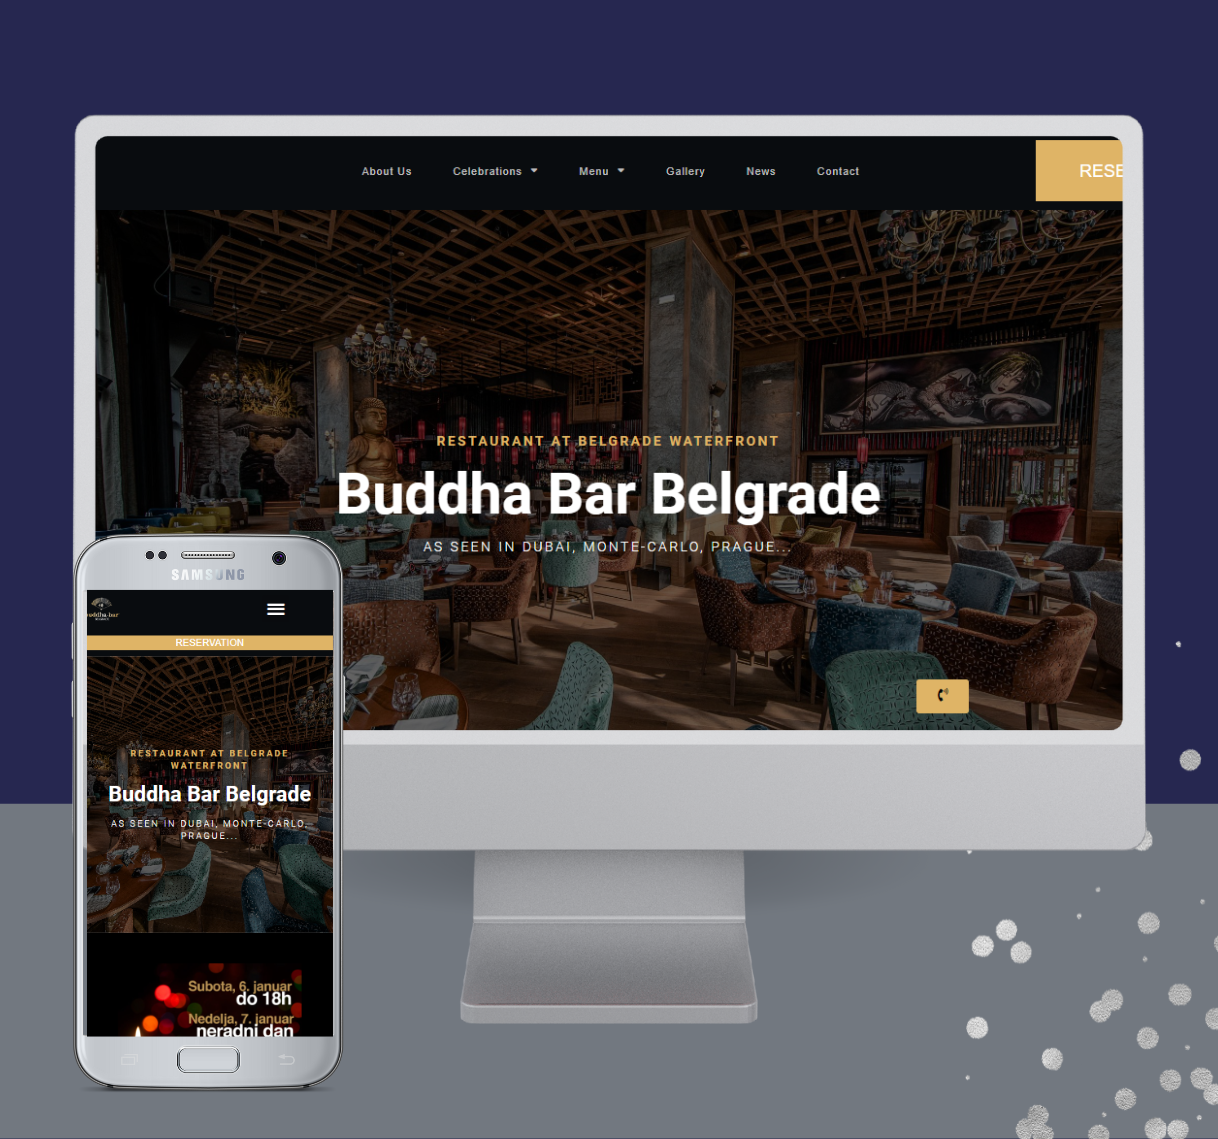 About Us Celebrations Menu Gallery News Contact RESE
RESTAURANT AT BELGRADE WATERFRONT
Buddha Bar Belgrade
AS SEEN IN DUBAI, MONTE-CARLO, PRAGUE...
SAMSUNG
buddha-bar
RESERVATION
RESTAURANT AT BELGRADE
WATERFRONT
Buddha Bar Belgrade
AS SEEN IN DUBAI, MONTE-CARLO,
PRAGUE...
Subota, 6. januar
do 18h
Nedelja, 7. januar
neradni dan